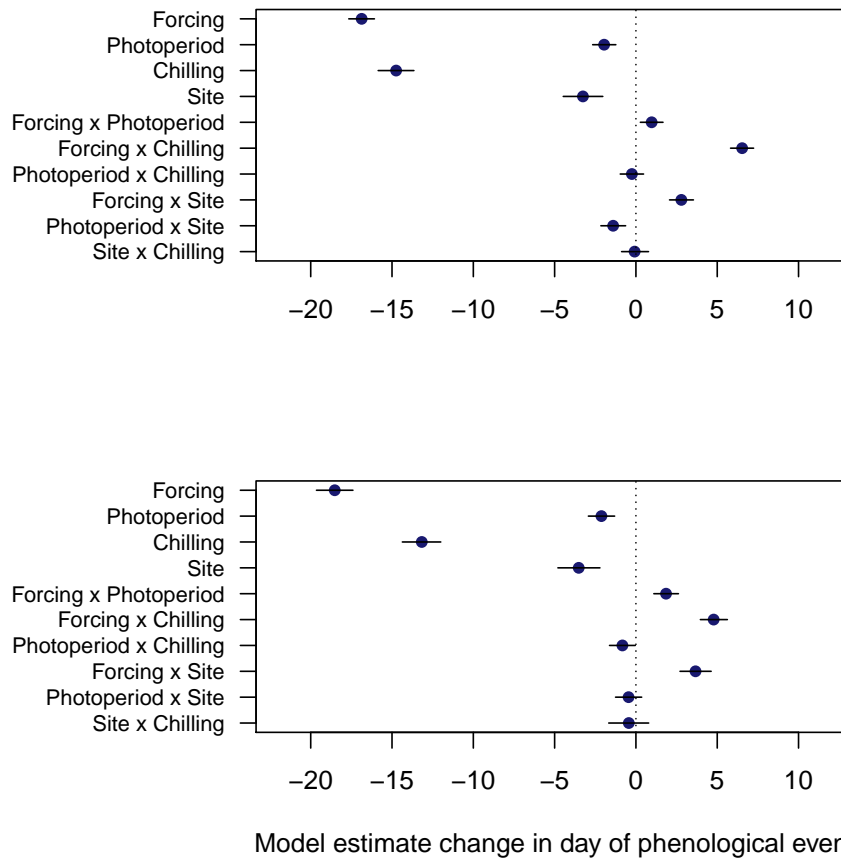 Forcing
Photoperiod
Chilling
Site
Forcing x Photoperiod
Forcing x Chilling
Photoperiod x Chilling
Forcing x Site
Photoperiod x Site
Site x Chilling
−20 −15 −10 −5 0 5 10
Forcing
Photoperiod
Chilling
Site
Forcing x Photoperiod
Forcing x Chilling
Photoperiod x Chilling
Forcing x Site
Photoperiod x Site
Site x Chilling
−20 −15 −10 −5 0 5 10
Model estimate change in day of phenological